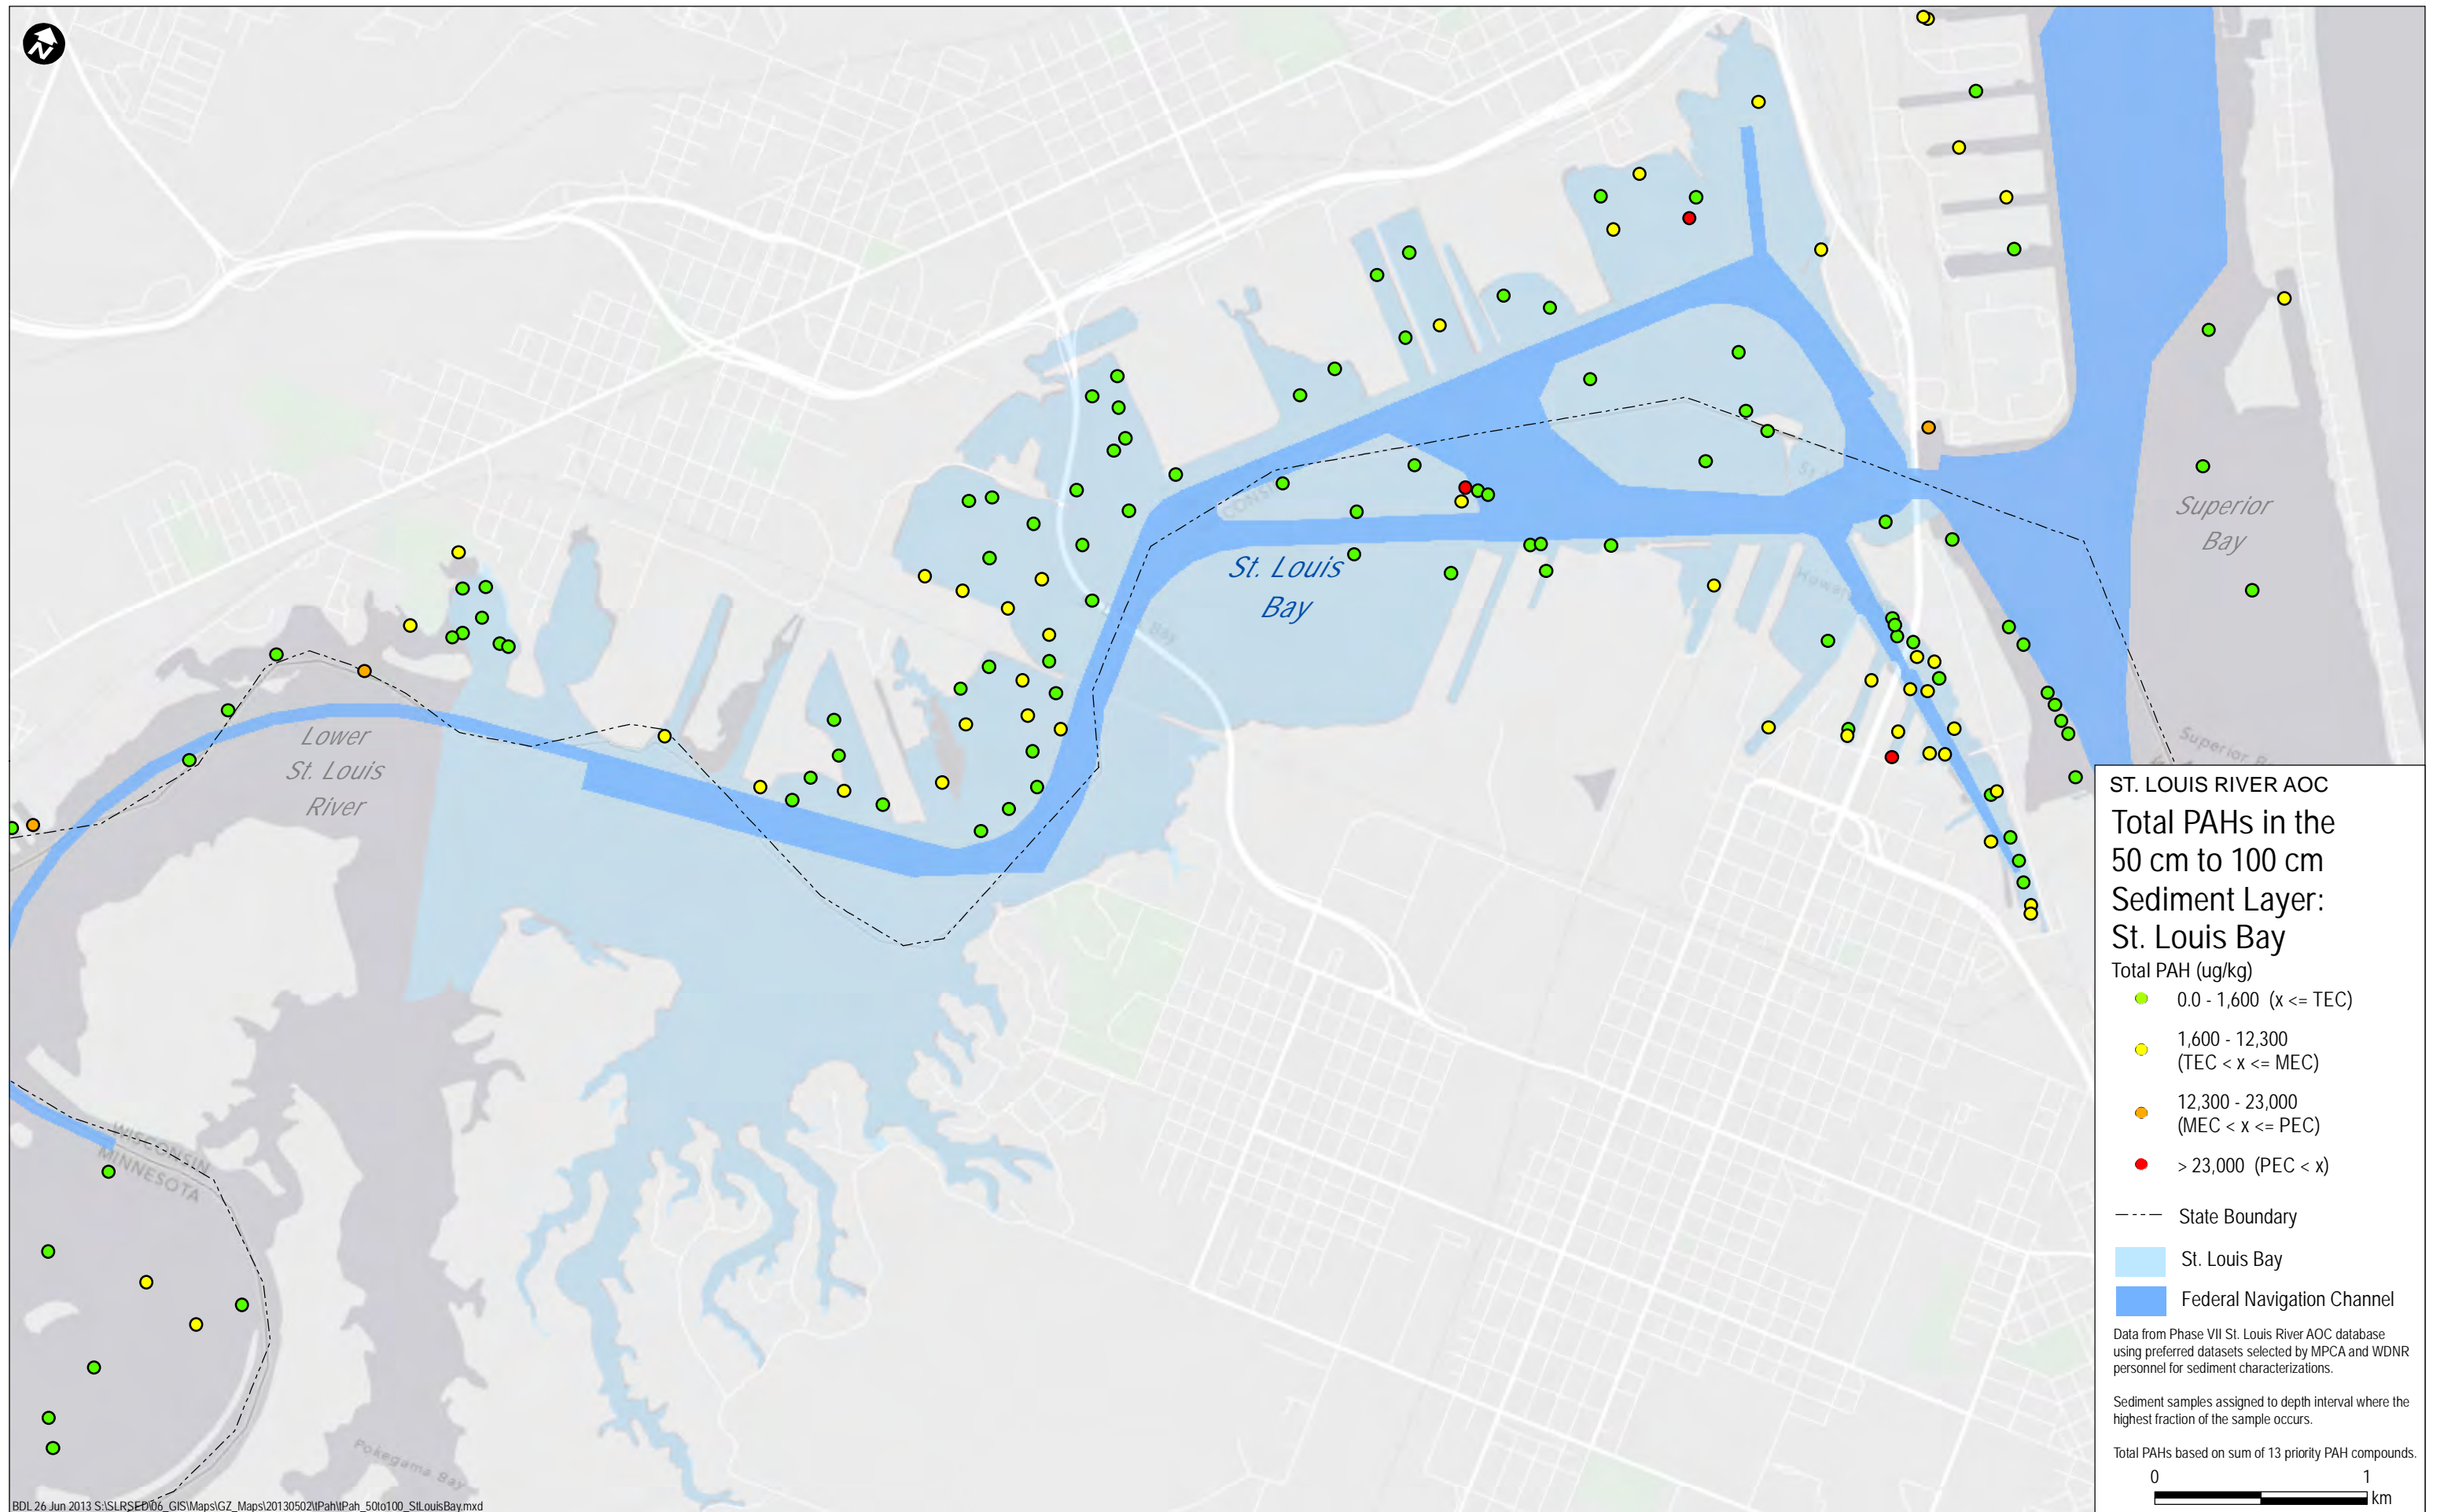 N
Lower
St. Louis
River
St. Louis
Bay
Superior
Bay
BAY
WISCONSIN
MINNESOTA
Pokegama Bay
ST. LOUIS RIVER AOC
Total PAHs in the
50 cm to 100 cm
Sediment Layer:
St. Louis Bay
Total PAH (ug/kg)
0.0 - 1,600 (x <= TEC)
1,600 - 12,300
(TEC < x <= MEC)
12,300 - 23,000
(MEC < x <= PEC)
> 23,000 (PEC < x)
State Boundary
St. Louis Bay
Federal Navigation Channel
Data from Phase VII St. Louis River AOC database
using preferred datasets selected by MPCA and WDNR
personnel for sediment characterizations.
Sediment samples assigned to depth interval where the
highest fraction of the sample occurs.
Total PAHs based on sum of 13 priority PAH compounds.
0 1
km
BDL 26 Jun 2013 S:\SLRSED\06_GIS\Maps\GZ_Maps\20130502\tPah\tPah_50to100_StLouisBay.mxd